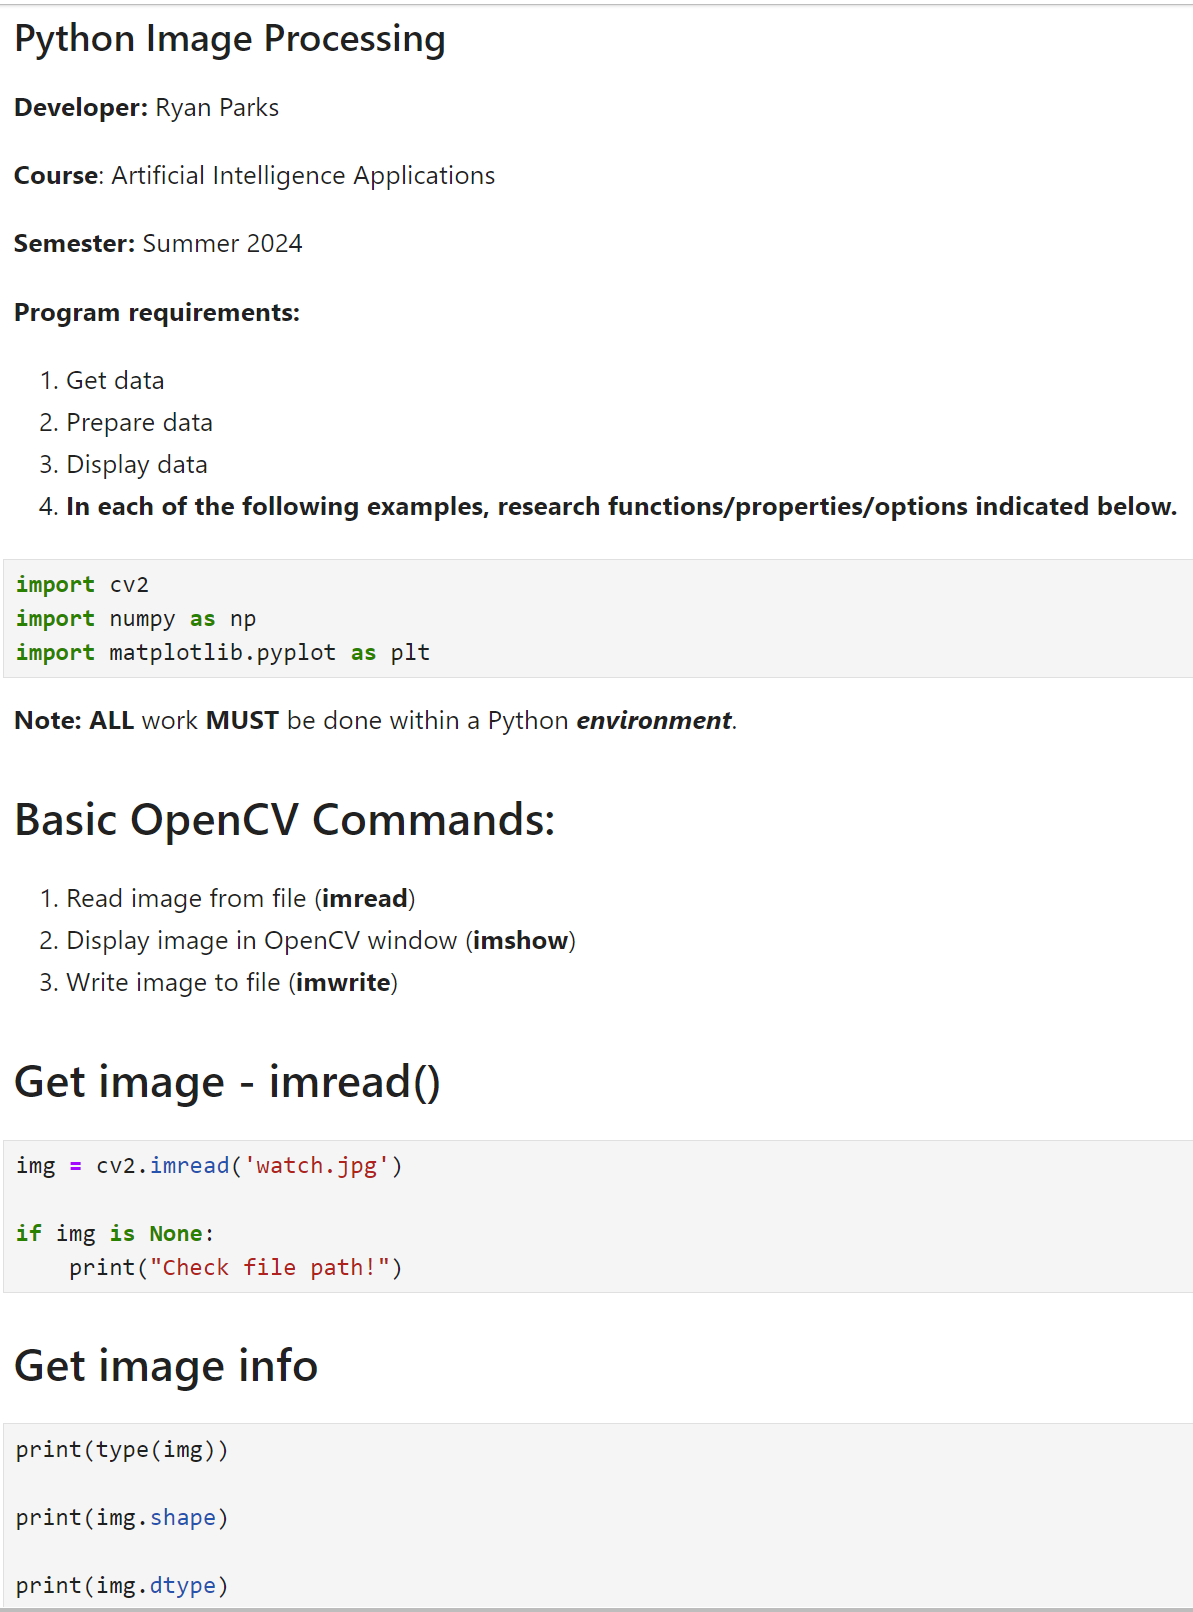 Python Image Processing
Developer: Ryan Parks
Course: Artificial Intelligence Applications
Semester: Summer 2024
Program requirements:
1. Get data
2. Prepare data
3. Display data
4. In each of the following examples, research functions/properties/options indicated below.
import cv2
import numpy as np
import matplotlib.pyplot as plt
Note: ALL work MUST be done within a Python environment.
Basic OpenCV Commands:
1. Read image from file (imread)
2. Display image in OpenCV window (imshow)
3. Write image to file (imwrite)
Get image - imread()
img = cv2.imread('watch.jpg')
if img is None:
    print("Check file path!")
Get image info
print(type(img))
print(img.shape)
print(img.dtype)